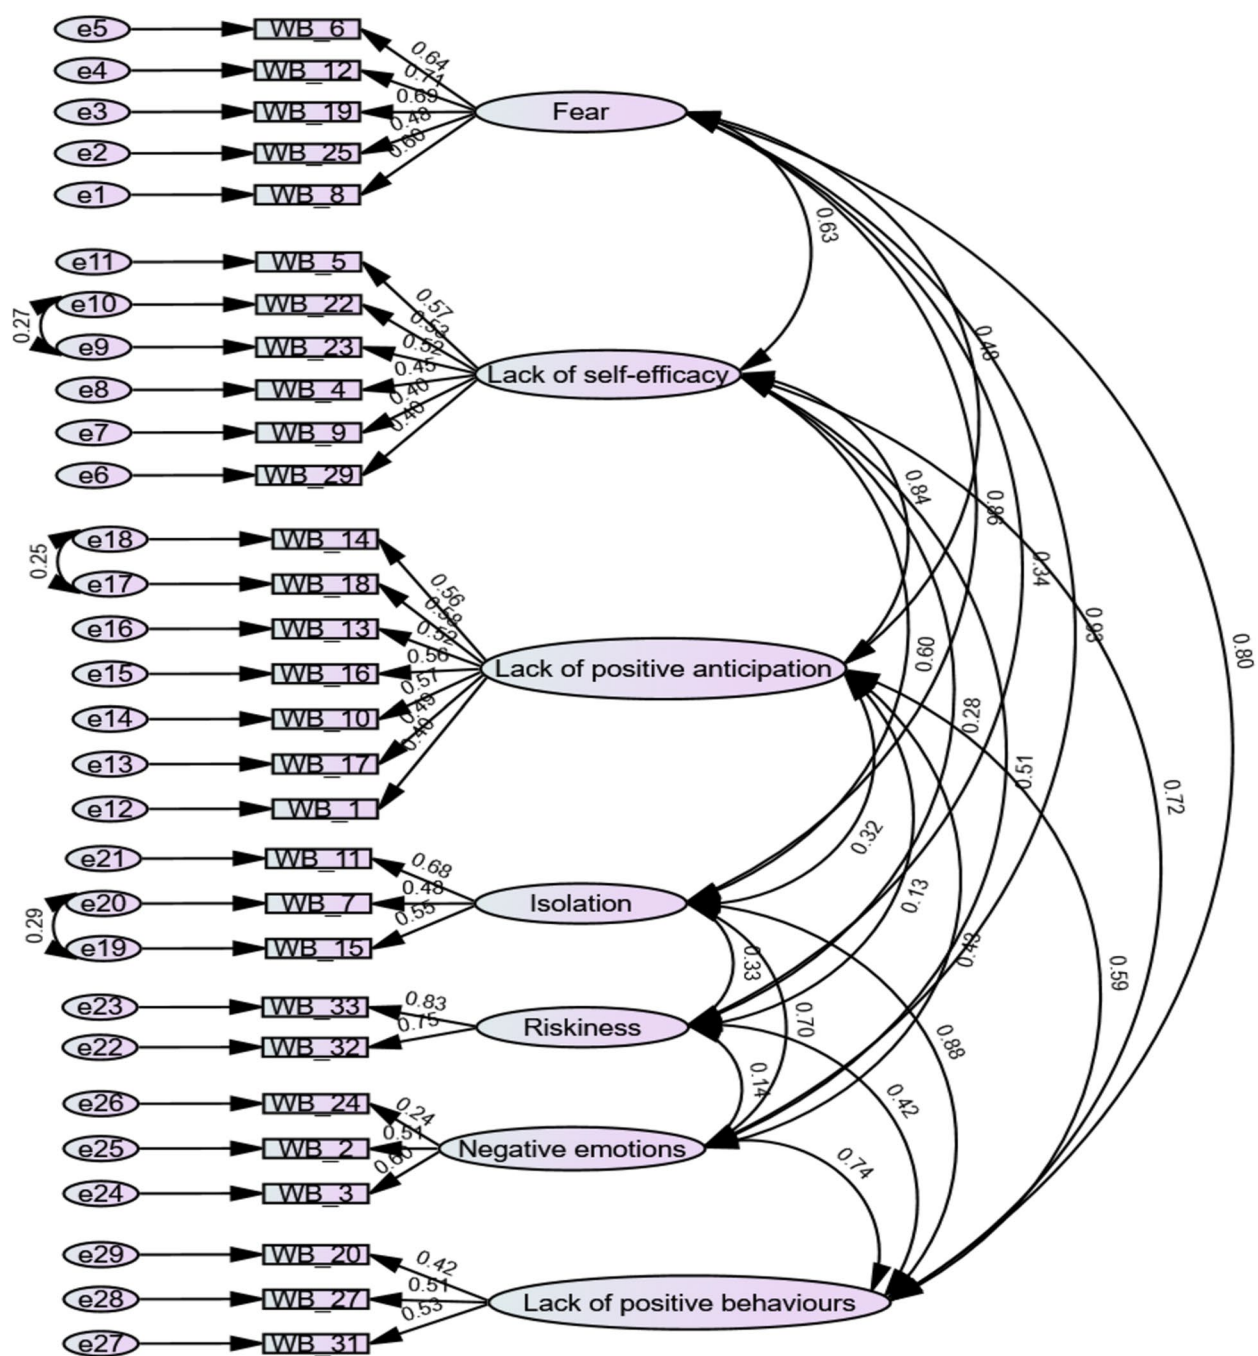 e5 WB_6
0.64
e4 WB_12
0.71
e3 WB_19
0.69
Fear
e2 WB_25
0.48
e1 WB_8
0.60
0.63
e11 WB_5
0.57
e10 WB_22
0.53
0.27
e9 WB_23
0.52
Lack of self-efficacy
e8 WB_4
0.45
e7 WB_9
0.40
e6 WB_29
0.40
0.84
0.86
e18 WB_14
0.56
0.25
e17 WB_18
0.58
0.34
e16 WB_13
0.52
0.93
0.80
e15 WB_16
0.57
Lack of positive anticipation
0.60
e14 WB_10
0.49
0.28
e13 WB_17
0.51
0.72
e12 WB_1
0.32
e21 WB_11
0.68
e20 WB_7
0.48
Isolation
0.13
0.29
e19 WB_15
0.55
0.43
0.33
0.59
e23 WB_33
0.83
Riskiness
0.70
0.88
e22 WB_32
0.75
0.14
e26 WB_24
0.24
0.42
e25 WB_2
0.51
Negative emotions
0.74
e24 WB_3
0.60
e29 WB_20
0.42
e28 WB_27
0.51
Lack of positive behaviours
e27 WB_31
0.53